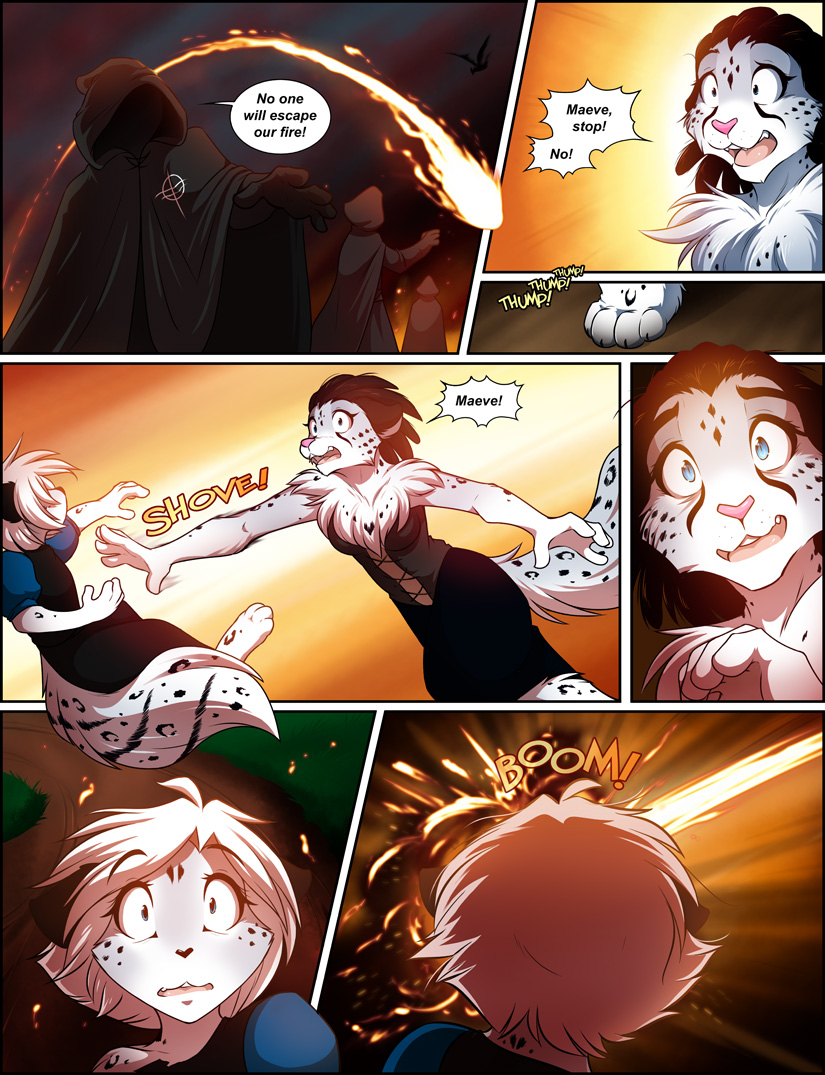 No one
will escape
our fire!
Maeve,
stop!
No!
THUMP!
THUMP!
THUMP!
Maeve!
SHOVE!
BOOM!